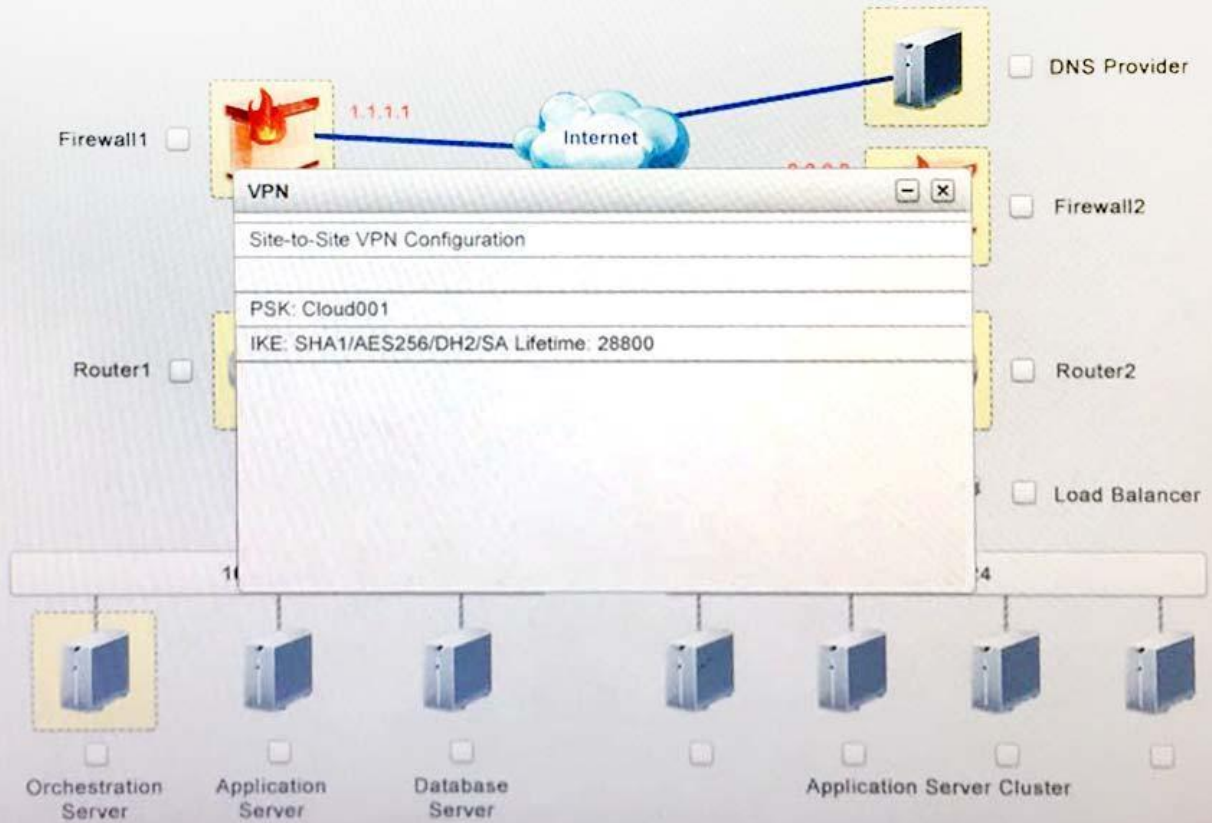 DNS Provider
1.1.1.1
Firewall1
Internet
VPN
Firewall2
Site-to-Site VPN Configuration
PSK: Cloud001
IKE: SHA1/AES256/DH2/SA Lifetime: 28800
Router1
Router2
Load Balancer
Orchestration
Server
Application
Server
Database
Server
Application Server Cluster